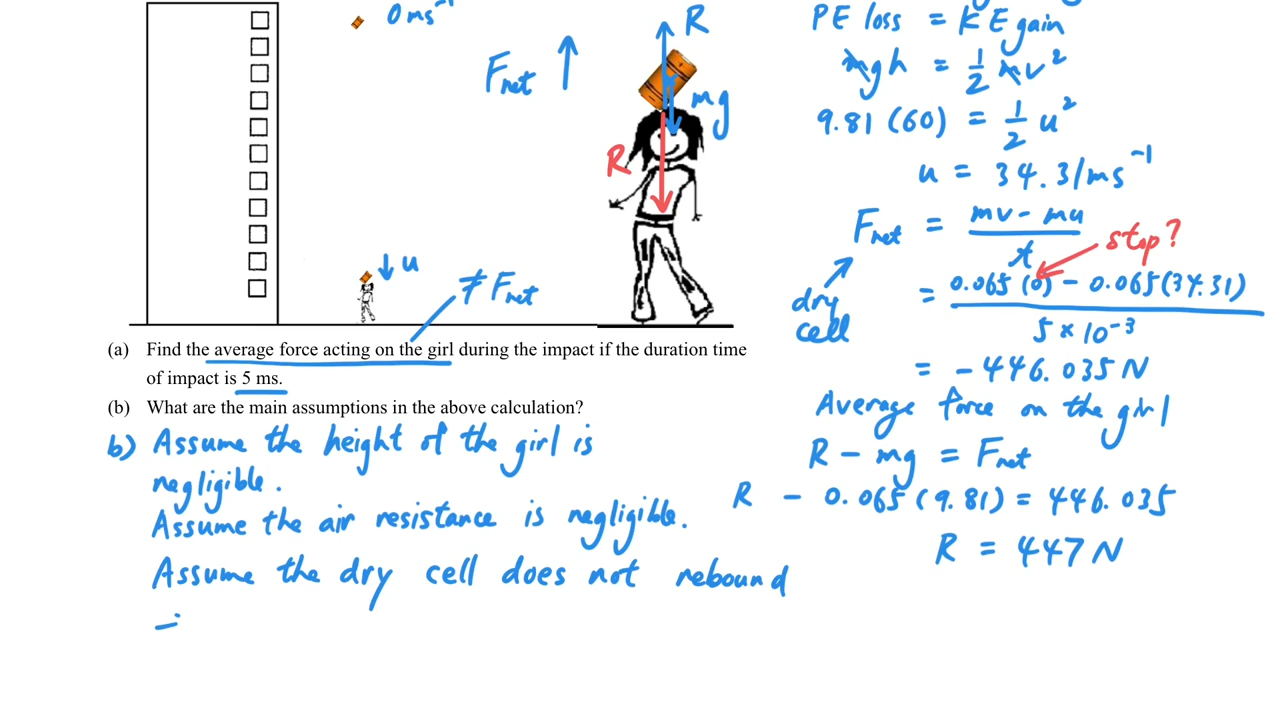 0 ms⁻¹
F_net ↑
R
mg
R
↓ u
≠ F_net
(a) Find the average force acting on the girl during the impact if the duration time
of impact is 5 ms.
(b) What are the main assumptions in the above calculation?
b) Assume the height of the girl is
negligible.
Assume the air resistance is negligible.
Assume the dry cell does not rebound
PE loss = KE gain
mgh = 1/2 mv²
9.81 (60) = 1/2 u²
u = 34.31 ms⁻¹
F_net = (mv - mu)/t
stop?
dry
cell
= (0.065 (0) - 0.065 (34.31))/(5 × 10⁻³)
= - 446.035 N
Average force on the girl
R - mg = F_net
R - 0.065 (9.81) = 446.035
R = 447 N